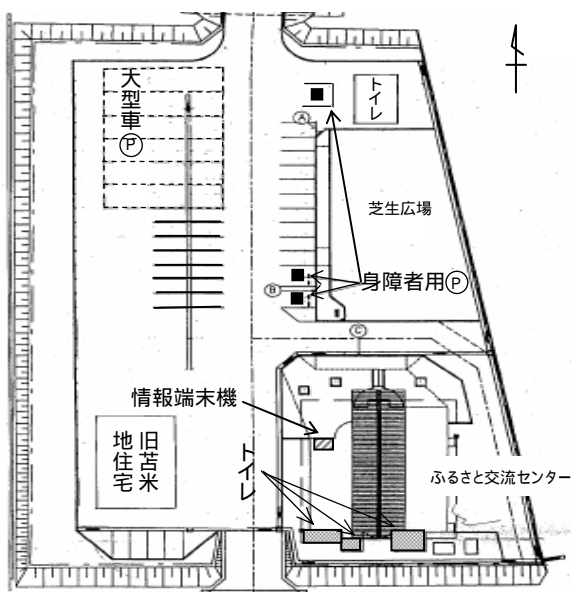 大型車Ⓟ
トイレ
Ⓐ
芝生広場
身障者用Ⓟ
Ⓑ
Ⓒ
情報端末機
旧苫米
地住宅
トイレ
ふるさと交流センター